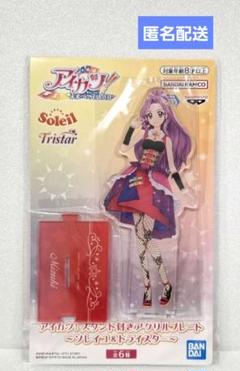 匿名配送
アイカツ!
対象年齢8才以上
BANDAI NAMCO
Soleil
Tristar
Mizuki
アイカツ!スタンド付きアクリルプレート
～ソレイユ&トライスター～
全6種
BANDAI